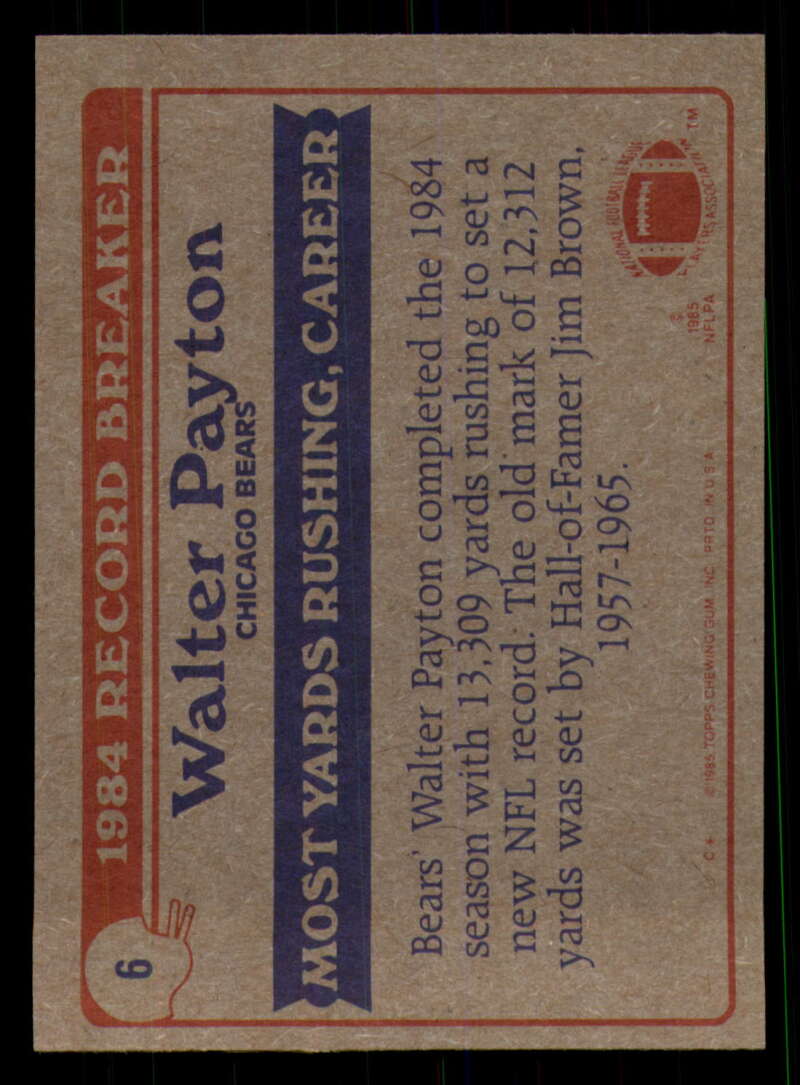 6
1984 RECORD BREAKER
Walter Payton
CHICAGO BEARS
MOST YARDS RUSHING, CAREER
Bears' Walter Payton completed the 1984
season with 13,309 yards rushing to set a
new NFL record. The old mark of 12,312
yards was set by Hall-of-Famer Jim Brown,
1957-1965.
NATIONAL FOOTBALL LEAGUE
PLAYERS ASSOCIATION
TM
©
1985
NFLPA
C*
©1985 TOPPS CHEWING GUM, INC. PRTD. IN U.S.A.